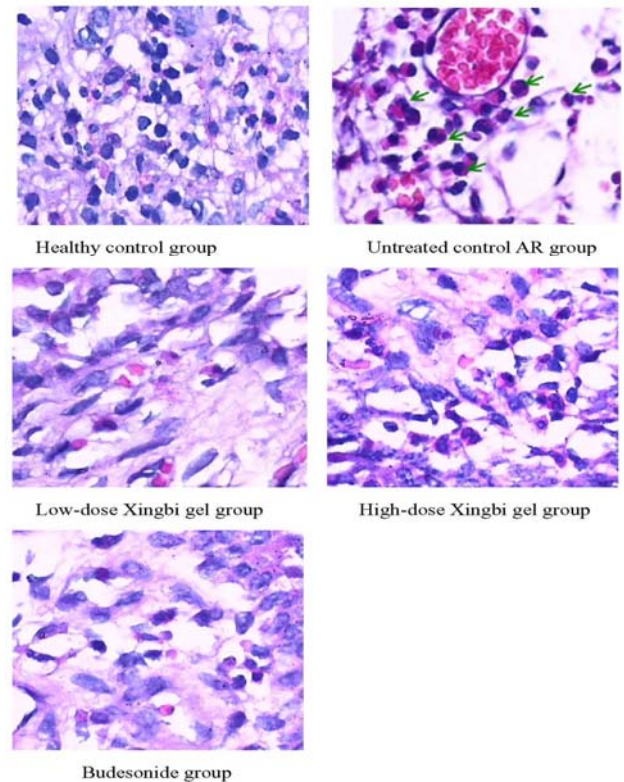 Healthy control group
Untreated control AR group
Low-dose Xingbi gel group
High-dose Xingbi gel group
Budesonide group